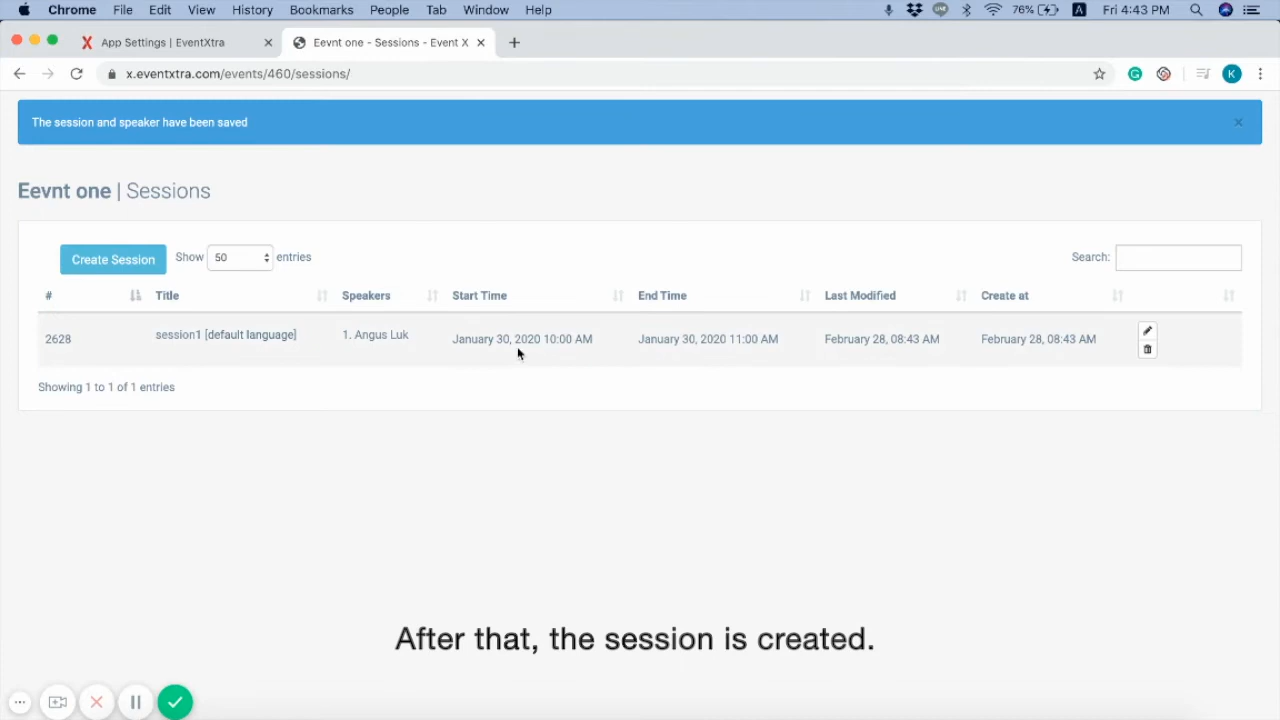 Chrome File Edit View History Bookmarks People Tab Window Help 76% A Fri 4:43 PM
App Settings | EventXtra Eevnt one - Sessions - Event X
x.eventxtra.com/events/460/sessions/ K
The session and speaker have been saved
Eevnt one | Sessions
Create Session Show 50 entries Search:
# Title Speakers Start Time End Time Last Modified Create at
2628 session1 [default language] 1. Angus Luk January 30, 2020 10:00 AM January 30, 2020 11:00 AM February 28, 08:43 AM February 28, 08:43 AM
Showing 1 to 1 of 1 entries
After that, the session is created.